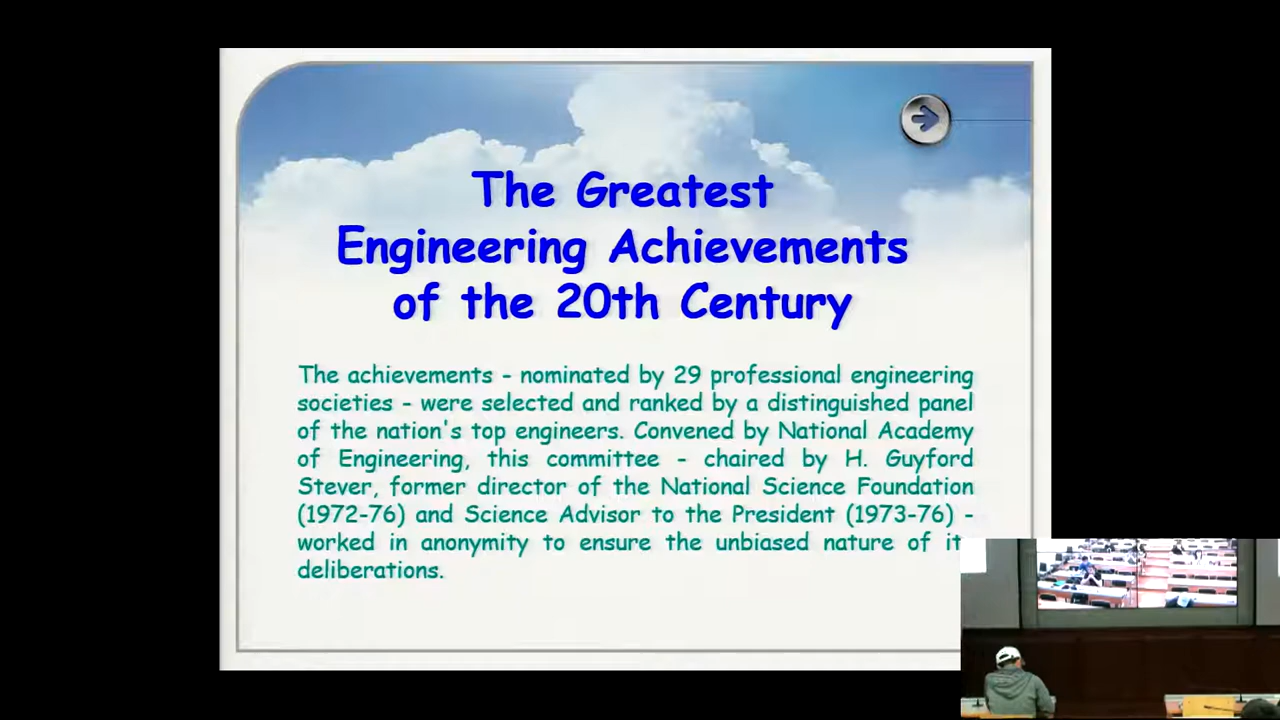 The Greatest
Engineering Achievements
of the 20th Century
The achievements - nominated by 29 professional engineering
societies - were selected and ranked by a distinguished panel
of the nation's top engineers. Convened by National Academy
of Engineering, this committee - chaired by H. Guyford
Stever, former director of the National Science Foundation
(1972-76) and Science Advisor to the President (1973-76) -
worked in anonymity to ensure the unbiased nature of
deliberations.